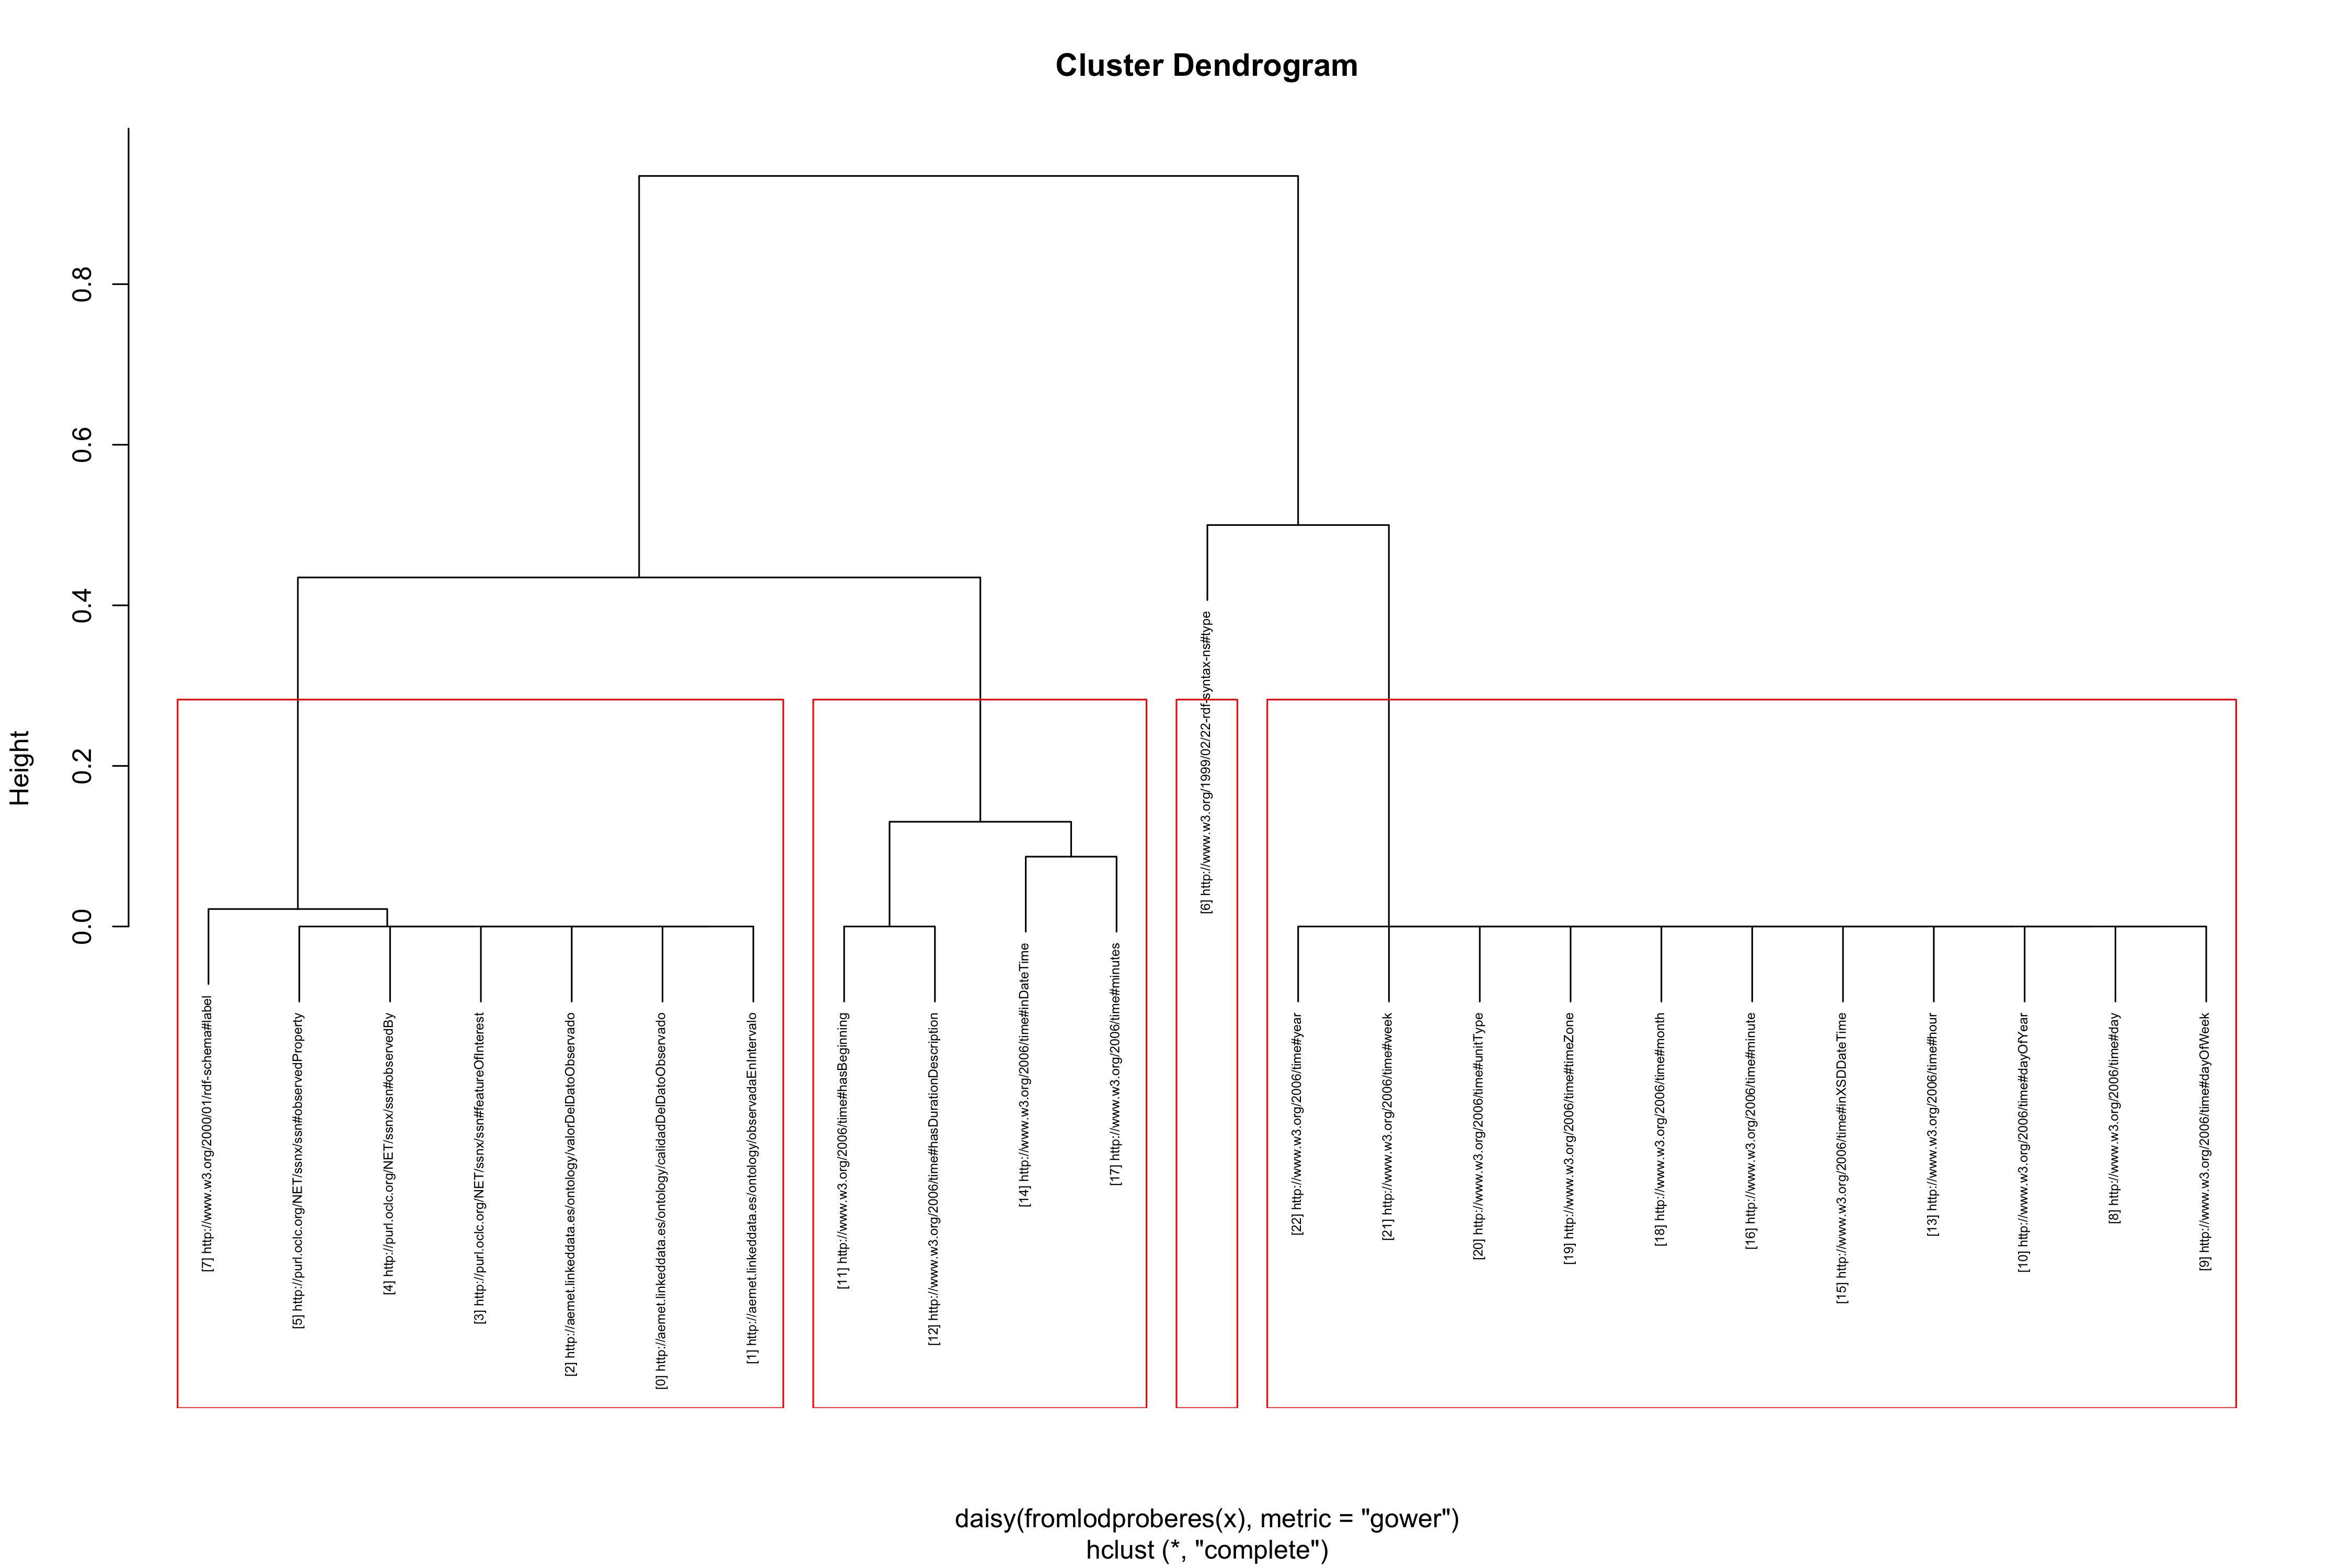 Cluster Dendrogram
Height
0.0
0.2
0.4
0.6
0.8
[7] http://www.w3.org/2000/01/rdf-schema#label
[5] http://purl.oclc.org/NET/ssnx/ssn#observedProperty
[4] http://purl.oclc.org/NET/ssnx/ssn#observedBy
[3] http://purl.oclc.org/NET/ssnx/ssn#featureOfInterest
[2] http://aemet.linkeddata.es/ontology/valorDelDatoObservado
[0] http://aemet.linkeddata.es/ontology/calidadDelDatoObservado
[1] http://aemet.linkeddata.es/ontology/observadaEnIntervalo
[11] http://www.w3.org/2006/time#hasBeginning
[12] http://www.w3.org/2006/time#hasDurationDescription
[14] http://www.w3.org/2006/time#inDateTime
[17] http://www.w3.org/2006/time#minutes
[6] http://www.w3.org/1999/02/22-rdf-syntax-ns#type
[22] http://www.w3.org/2006/time#year
[21] http://www.w3.org/2006/time#week
[20] http://www.w3.org/2006/time#unitType
[19] http://www.w3.org/2006/time#timeZone
[18] http://www.w3.org/2006/time#month
[16] http://www.w3.org/2006/time#minute
[15] http://www.w3.org/2006/time#inXSDDateTime
[13] http://www.w3.org/2006/time#hour
[10] http://www.w3.org/2006/time#dayOfYear
[8] http://www.w3.org/2006/time#day
[9] http://www.w3.org/2006/time#dayOfWeek
daisy(fromlodproberes(x), metric = "gower")
hclust (*, "complete")